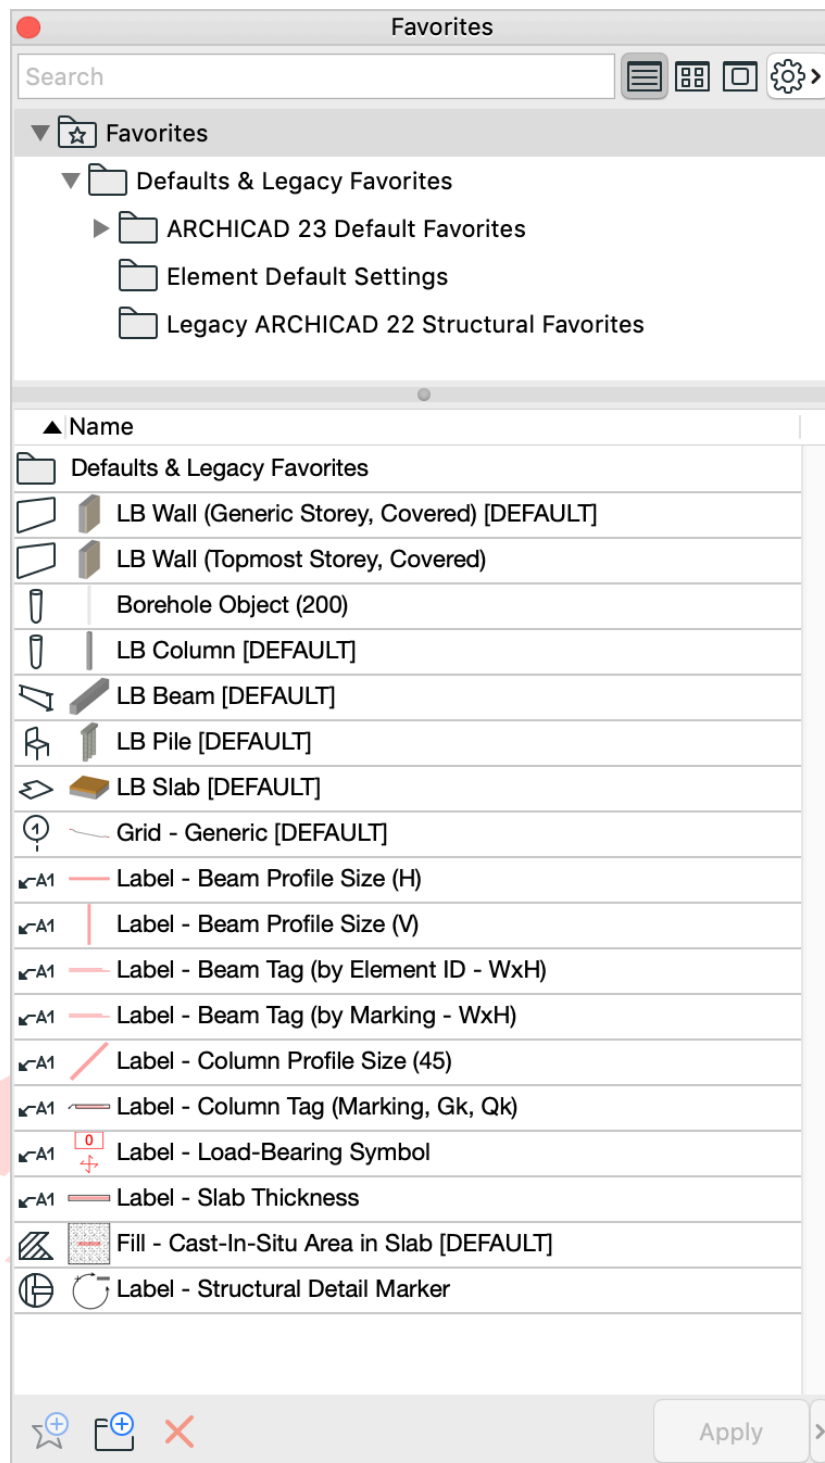 Favorites
Search
Favorites
Defaults & Legacy Favorites
ARCHICAD 23 Default Favorites
Element Default Settings
Legacy ARCHICAD 22 Structural Favorites
Name
Defaults & Legacy Favorites
LB Wall (Generic Storey, Covered) [DEFAULT]
LB Wall (Topmost Storey, Covered)
Borehole Object (200)
LB Column [DEFAULT]
LB Beam [DEFAULT]
LB Pile [DEFAULT]
LB Slab [DEFAULT]
1 Grid - Generic [DEFAULT]
A1 Label - Beam Profile Size (H)
A1 Label - Beam Profile Size (V)
A1 Label - Beam Tag (by Element ID - WxH)
A1 Label - Beam Tag (by Marking - WxH)
A1 Label - Column Profile Size (45)
A1 Label - Column Tag (Marking, Gk, Qk)
A1 0 Label - Load-Bearing Symbol
A1 Label - Slab Thickness
Fill - Cast-In-Situ Area in Slab [DEFAULT]
Label - Structural Detail Marker
Apply